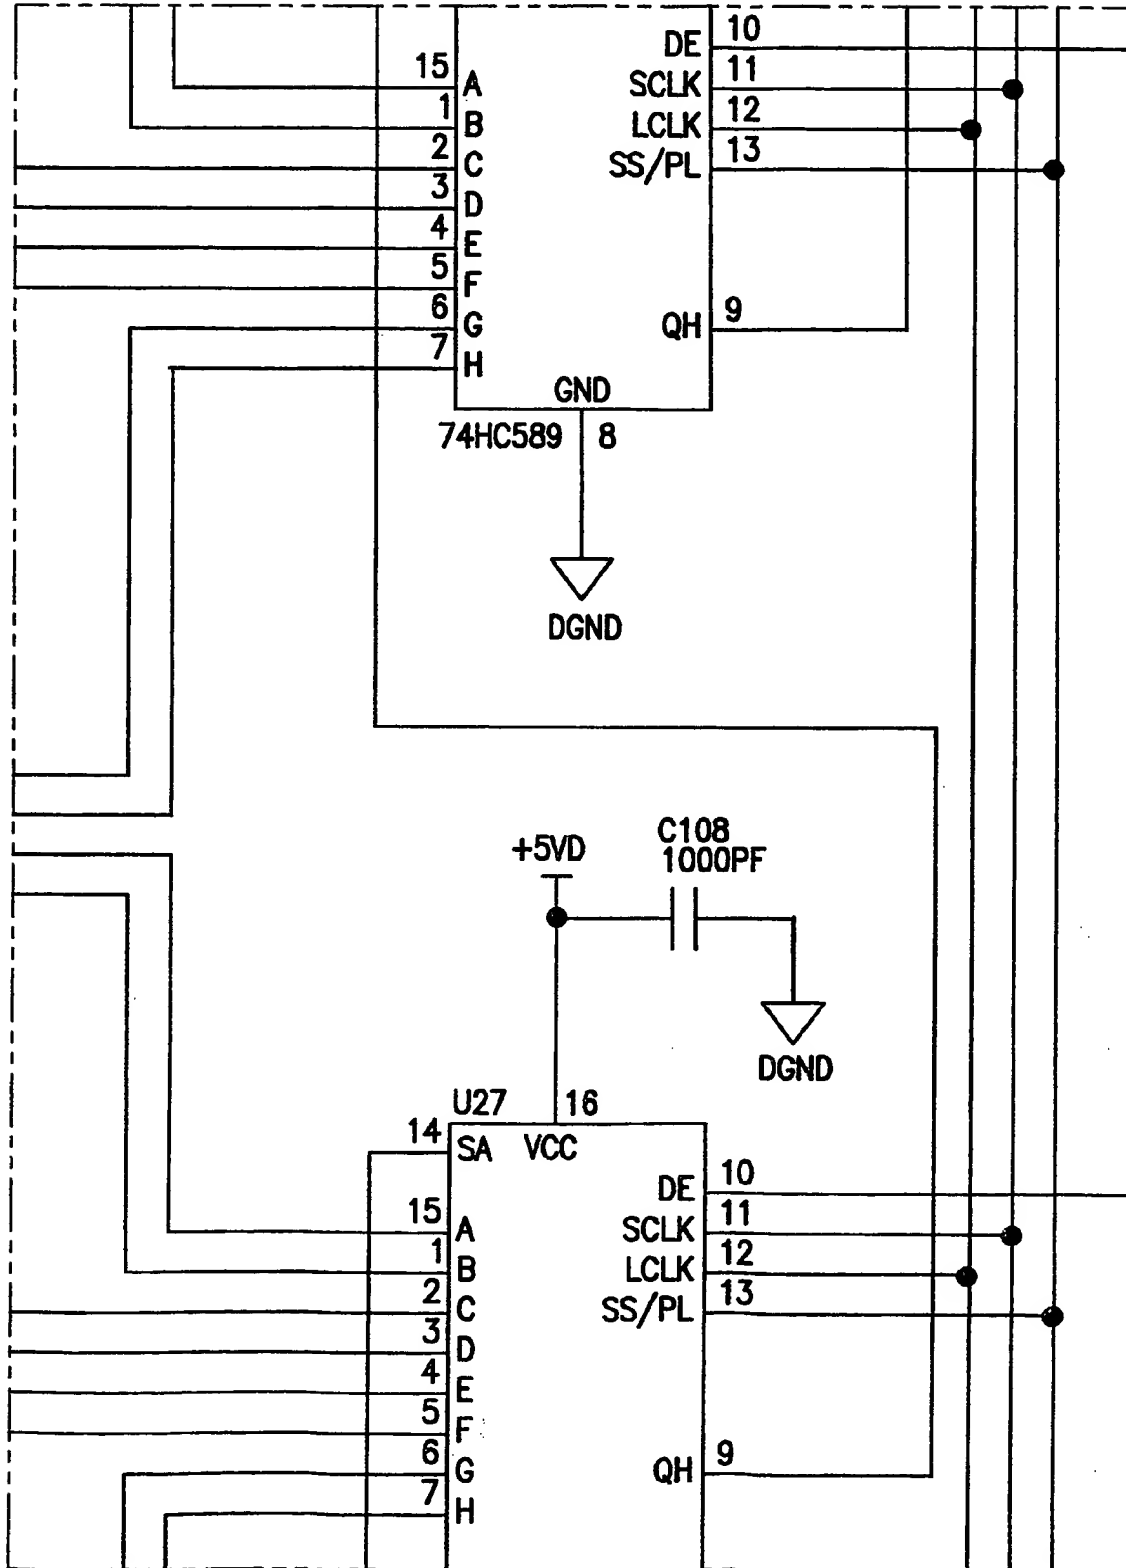 DE 10
15 A
SCLK 11
1 B
LCLK 12
2 C
SS/PL 13
3 D
4 E
5 F
6 G
QH 9
7 H
GND
74HC589 8
DGND
C108
+5VD
1000PF
DGND
U27 16
14 SA VCC
DE 10
15 A
SCLK 11
1 B
LCLK 12
2 C
SS/PL 13
3 D
4 E
5 F
6 G
QH 9
7 H